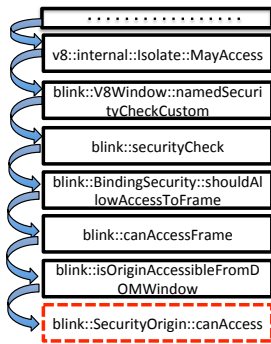 . . . . . . . . . . . . . . .
v8::internal::Isolate::MayAccess
blink::V8Window::namedSecuri
tyCheckCustom
blink::securityCheck
blink::BindingSecurity::shouldAl
lowAccessToFrame
blink::canAccessFrame
blink::isOriginAccessibleFromD
OMWindow
blink::SecurityOrigin::canAccess